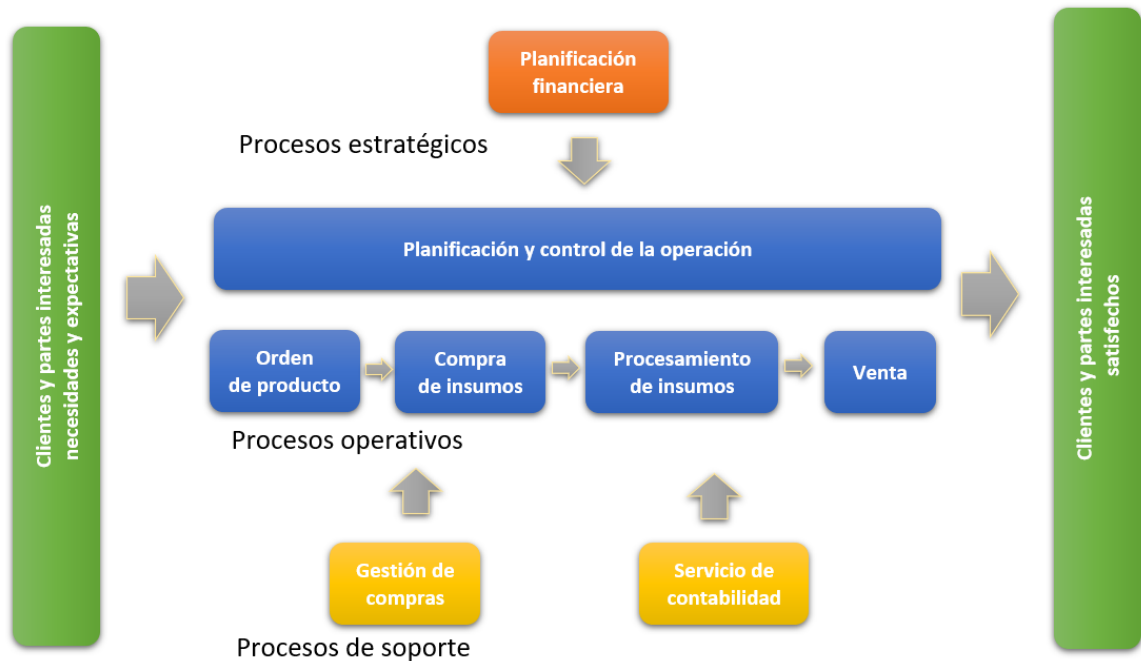 Clientes y partes interesadas
necesidades y expectativas
Planificación
financiera
Procesos estratégicos
Planificación y control de la operación
Orden
de producto
Compra
de insumos
Procesamiento
de insumos
Venta
Procesos operativos
Gestión de
compras
Servicio de
contabilidad
Procesos de soporte
Clientes y partes interesadas
satisfechos